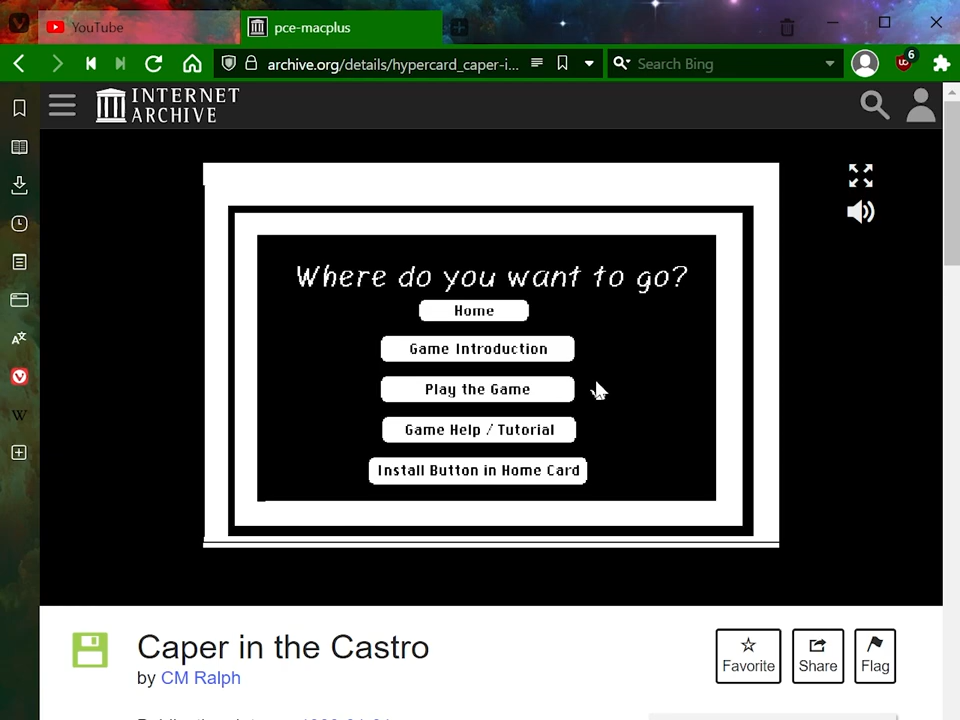 YouTube
pce-macplus
archive.org/details/hypercard_caper-i...
Search Bing
6
W
INTERNET
ARCHIVE
Where do you want to go?
Home
Game Introduction
Play the Game
Game Help / Tutorial
Install Button in Home Card
Caper in the Castro
by CM Ralph
Favorite
Share
Flag